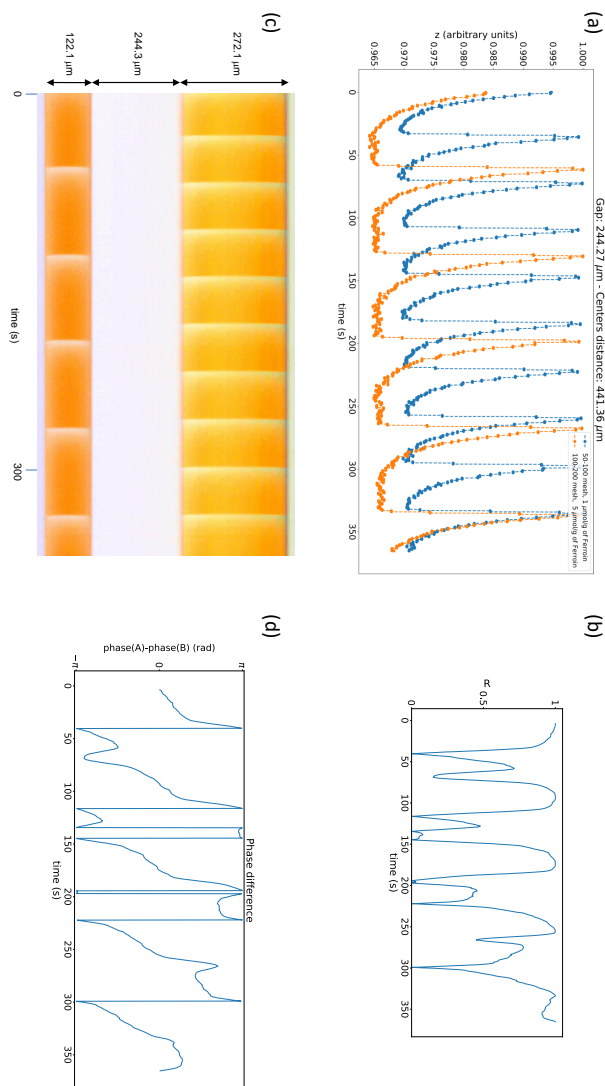 (a)
Gap: 244.27 μm - Centers distance: 441.36 μm
50-100 mesh, 1 μmol/g of Ferroin
100-200 mesh, 5 μmol/g of Ferroin
z (arbitrary units)
1.000
0.995
0.990
0.985
0.980
0.975
0.970
0.965
0 50 100 150 200 250 300 350
time (s)
(b)
R
1
0.5
0
0 50 100 150 200 250 300 350
time (s)
(c)
272.1 μm
244.3 μm
122.1 μm
0 300
time (s)
(d)
Phase difference
phase(A)-phase(B) (rad)
π
0
−π
0 50 100 150 200 250 300 350
time (s)